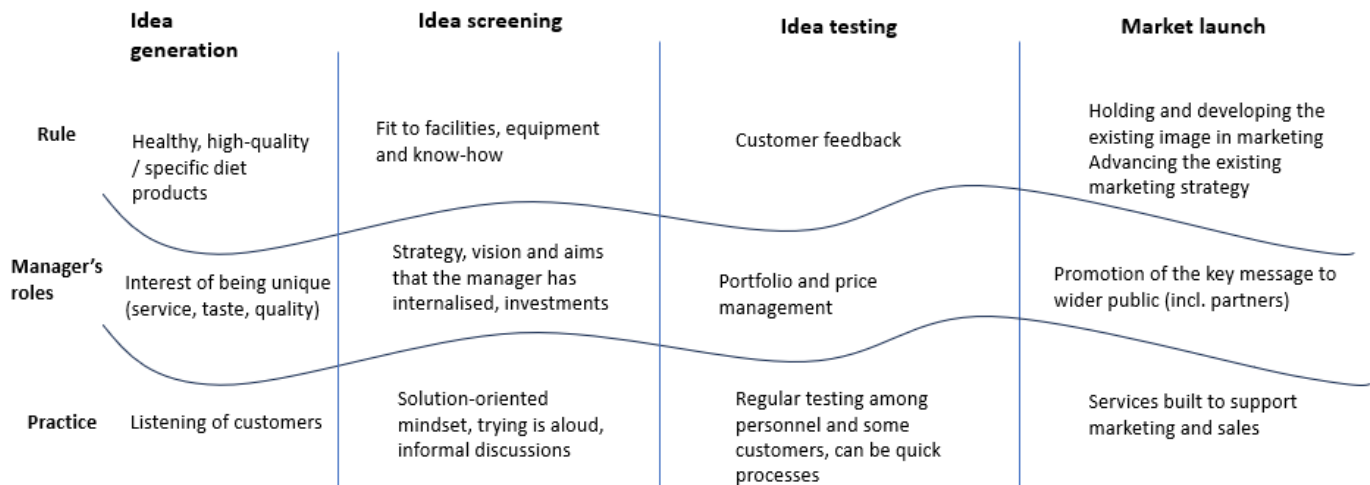 Idea
generation
Idea screening
Idea testing
Market launch
Rule
Healthy, high-quality
/ specific diet
products
Fit to facilities, equipment
and know-how
Customer feedback
Holding and developing the
existing image in marketing
Advancing the existing
marketing strategy
Manager's
roles
Interest of being unique
(service, taste, quality)
Strategy, vision and aims
that the manager has
internalised, investments
Portfolio and price
management
Promotion of the key message to
wider public (incl. partners)
Practice
Listening of customers
Solution-oriented
mindset, trying is aloud,
informal discussions
Regular testing among
personnel and some
customers, can be quick
processes
Services built to support
marketing and sales